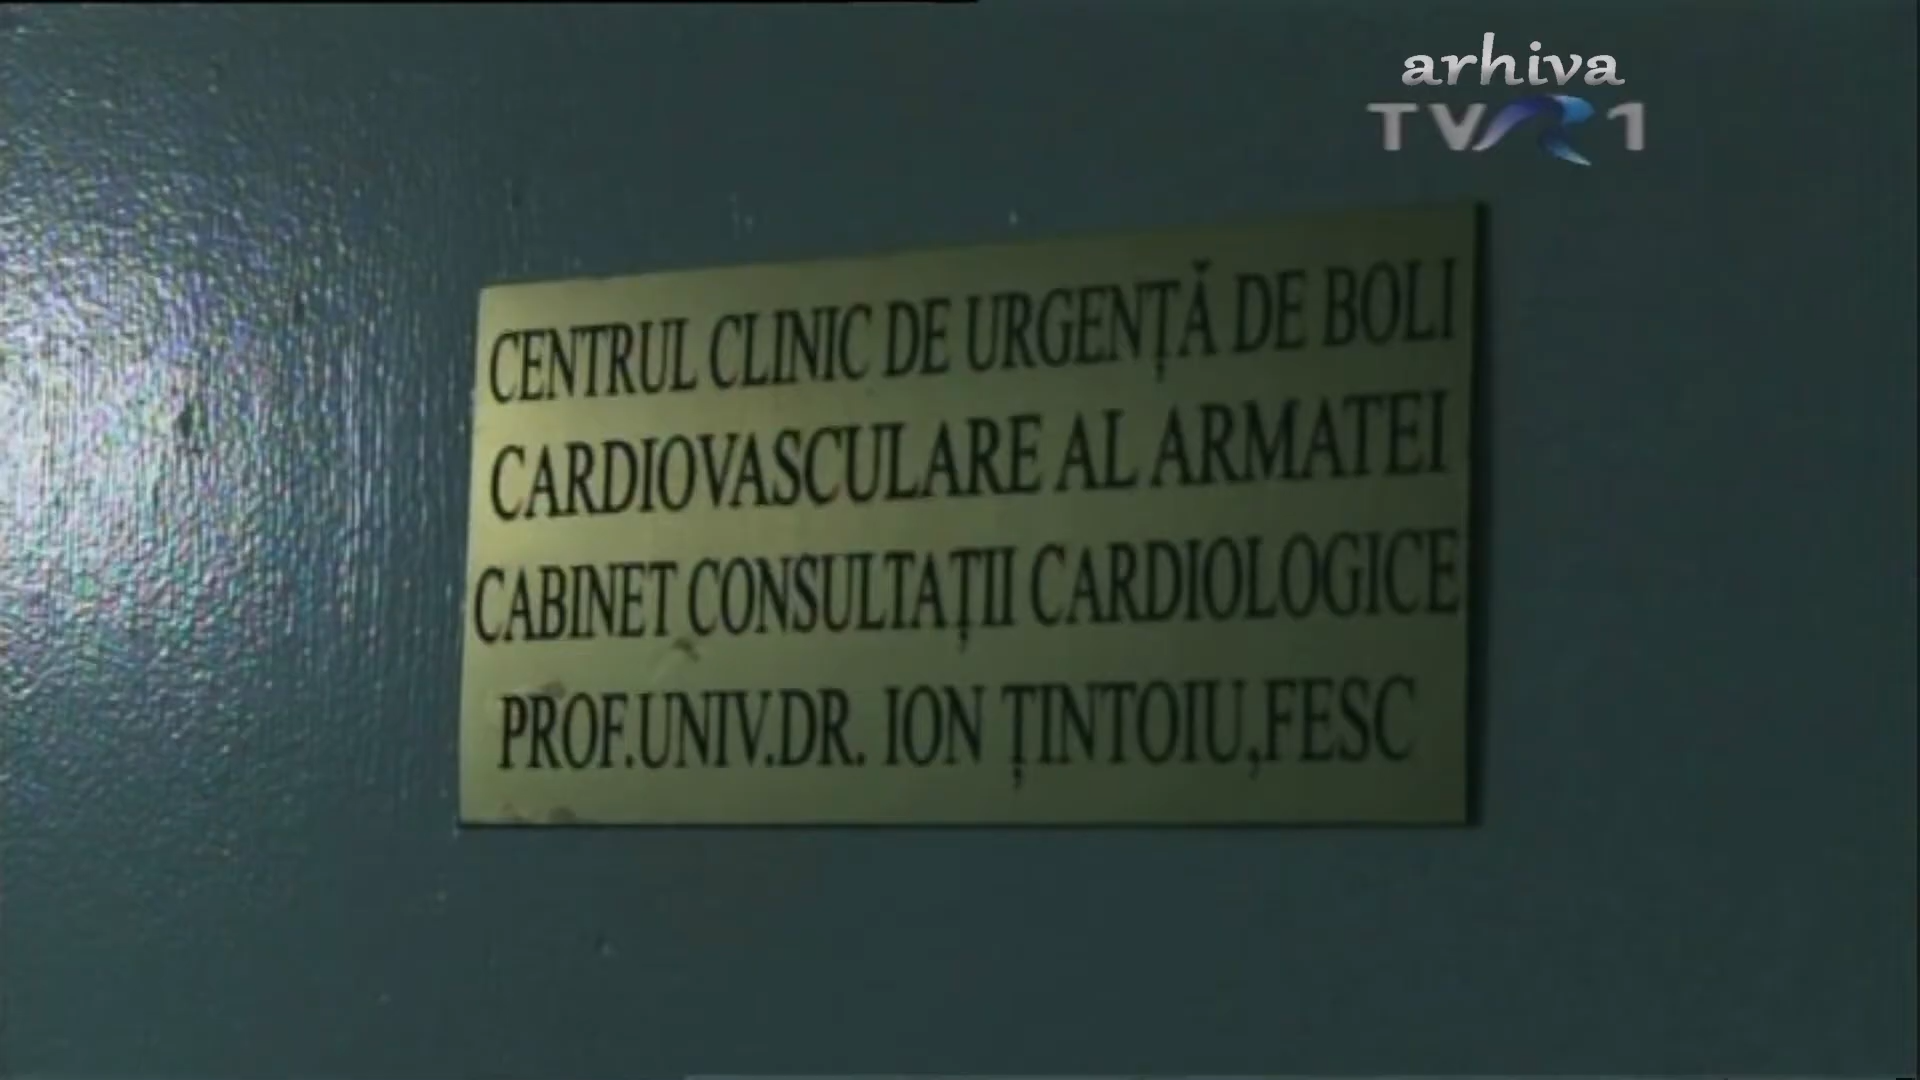 arhiva
TVR1
CENTRUL CLINIC DE URGENȚĂ DE BOLI
CARDIOVASCULARE AL ARMATEI
CABINET CONSULTAȚII CARDIOLOGICE
PROF.UNIV.DR. ION ȚINTOIU,FESC